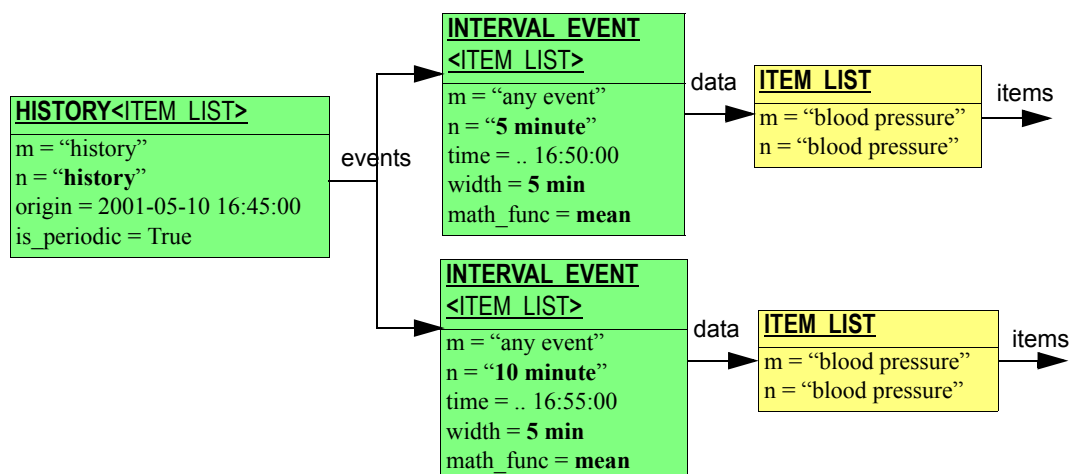 HISTORY<ITEM_LIST>
m = “history”
n = “history”
origin = 2001-05-10 16:45:00
is_periodic = True
events
INTERVAL_EVENT
<ITEM_LIST>
m = “any event”
n = “5 minute”
time = .. 16:50:00
width = 5 min
math_func = mean
data
ITEM_LIST
m = “blood pressure”
n = “blood pressure”
items
INTERVAL_EVENT
<ITEM_LIST>
m = “any event”
n = “10 minute”
time = .. 16:55:00
width = 5 min
math_func = mean
data
ITEM_LIST
m = “blood pressure”
n = “blood pressure”
items